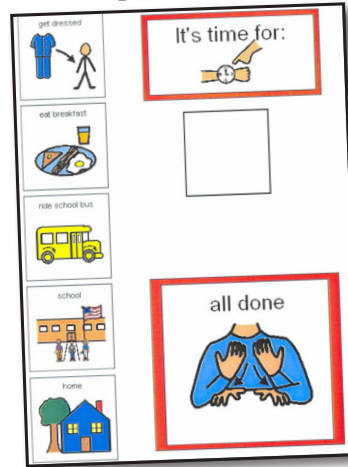 get dressed
It's time for:
eat breakfast
ride school bus
school
all done
home